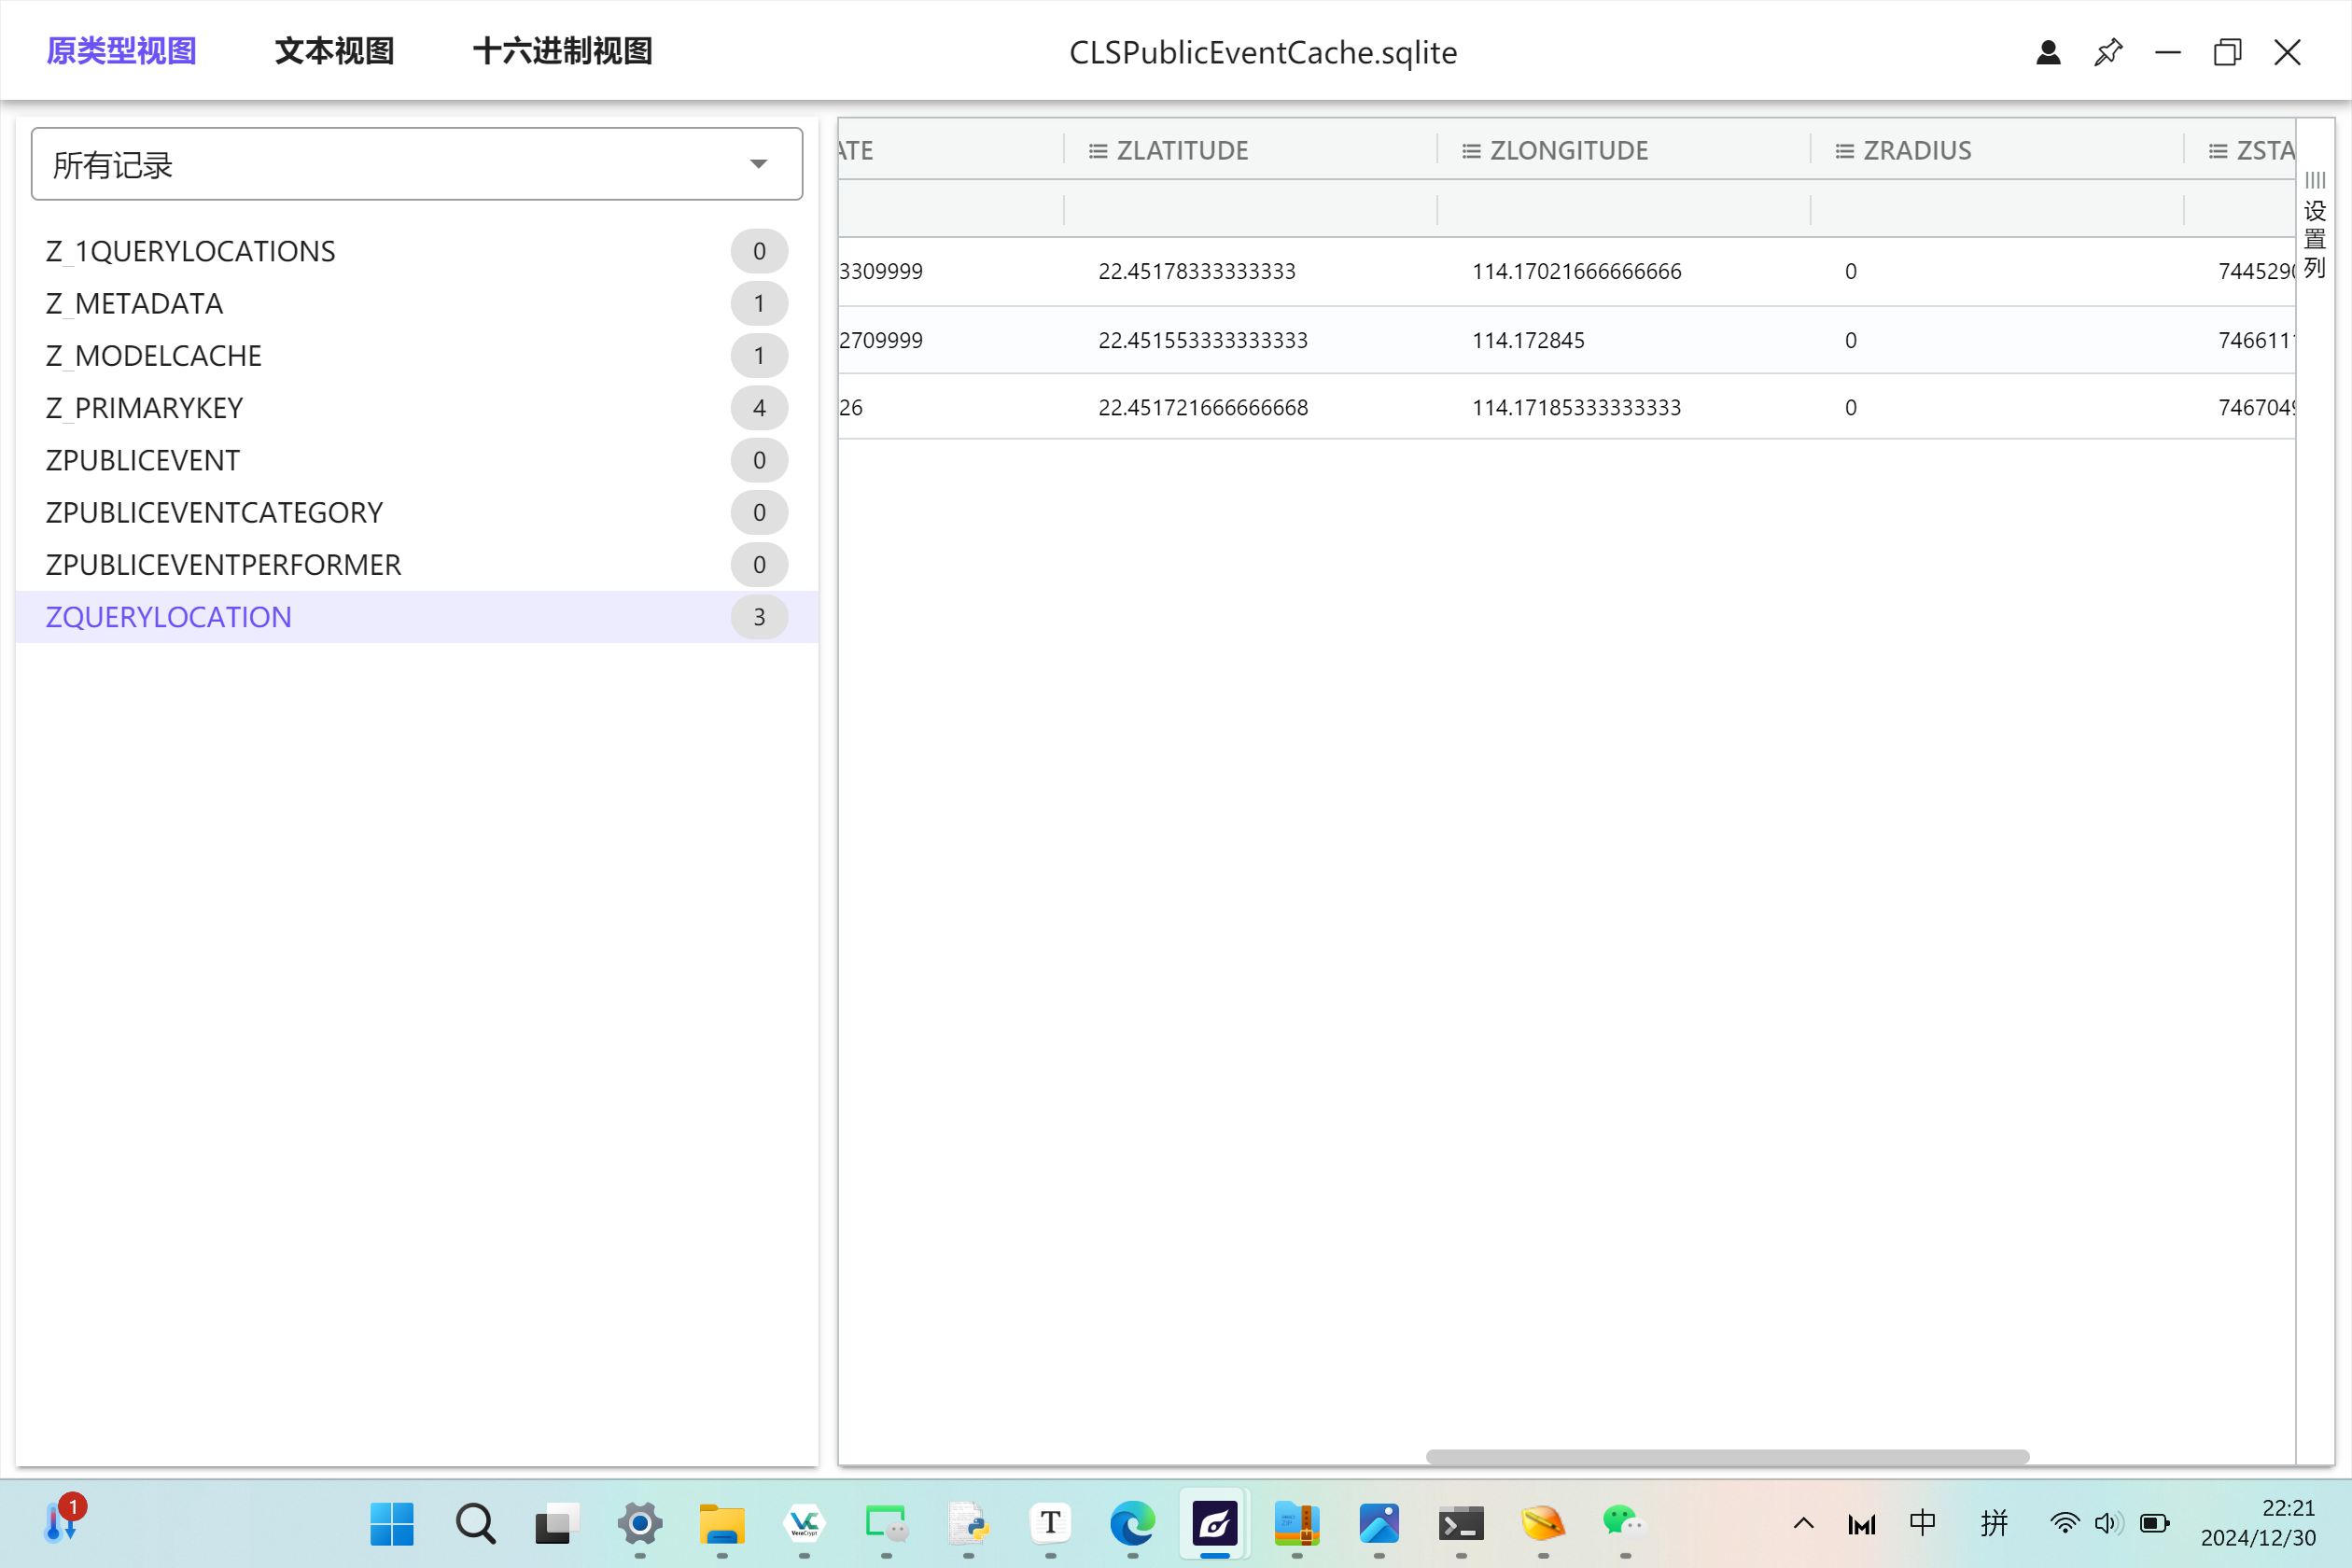 原类型视图 文本视图 十六进制视图 CLSPublicEventCache.sqlite
所有记录
Z_1QUERYLOCATIONS 0
Z_METADATA 1
Z_MODELCACHE 1
Z_PRIMARYKEY 4
ZPUBLICEVENT 0
ZPUBLICEVENTCATEGORY 0
ZPUBLICEVENTPERFORMER 0
ZQUERYLOCATION 3
ATE ZLATITUDE ZLONGITUDE ZRADIUS ZSTA
3309999 22.45178333333333 114.17021666666666 0 7445290
2709999 22.451553333333333 114.172845 0 746611
26 22.451721666666668 114.17185333333333 0 746704
设置列
1
VC
VeraCrypt
T
ZIP
中 拼 22:21
2024/12/30